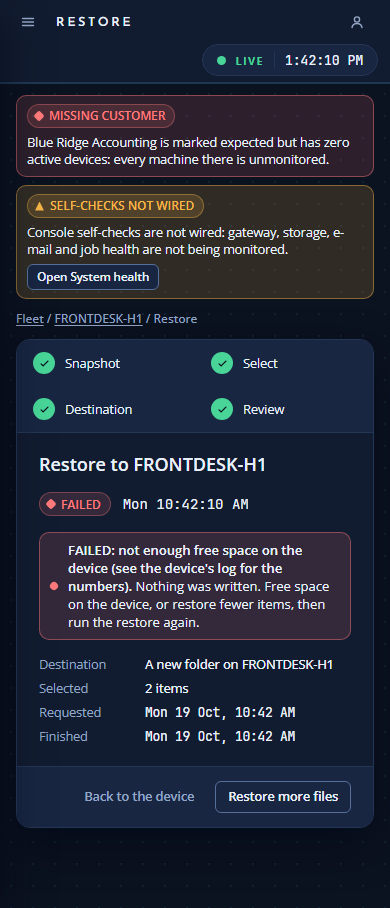 RESTORE
LIVE 1:42:10 PM
MISSING CUSTOMER
Blue Ridge Accounting is marked expected but has zero
active devices: every machine there is unmonitored.
SELF-CHECKS NOT WIRED
Console self-checks are not wired: gateway, storage, e-
mail and job health are not being monitored.
Open System health
Fleet / FRONTDESK-H1 / Restore
Snapshot Select
Destination Review
Restore to FRONTDESK-H1
FAILED Mon 10:42:10 AM
FAILED: not enough free space on the
device (see the device's log for the
numbers). Nothing was written. Free space
on the device, or restore fewer items, then
run the restore again.
Destination A new folder on FRONTDESK-H1
Selected 2 items
Requested Mon 19 Oct, 10:42 AM
Finished Mon 19 Oct, 10:42 AM
Back to the device Restore more files